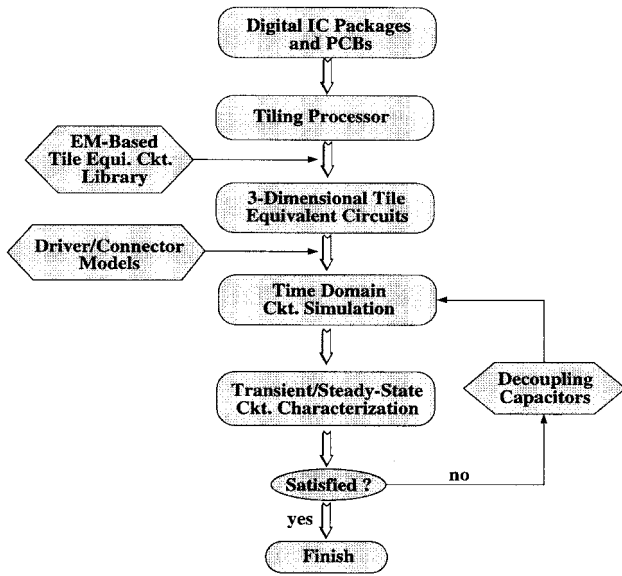 Digital IC Packages
and PCBs
Tiling Processor
EM-Based
Tile Equi. Ckt.
Library
3-Dimensional Tile
Equivalent Circuits
Driver/Connector
Models
Time Domain
Ckt. Simulation
Transient/Steady-State
Ckt. Characterization
Decoupling
Capacitors
Satisfied ?
no
yes
Finish